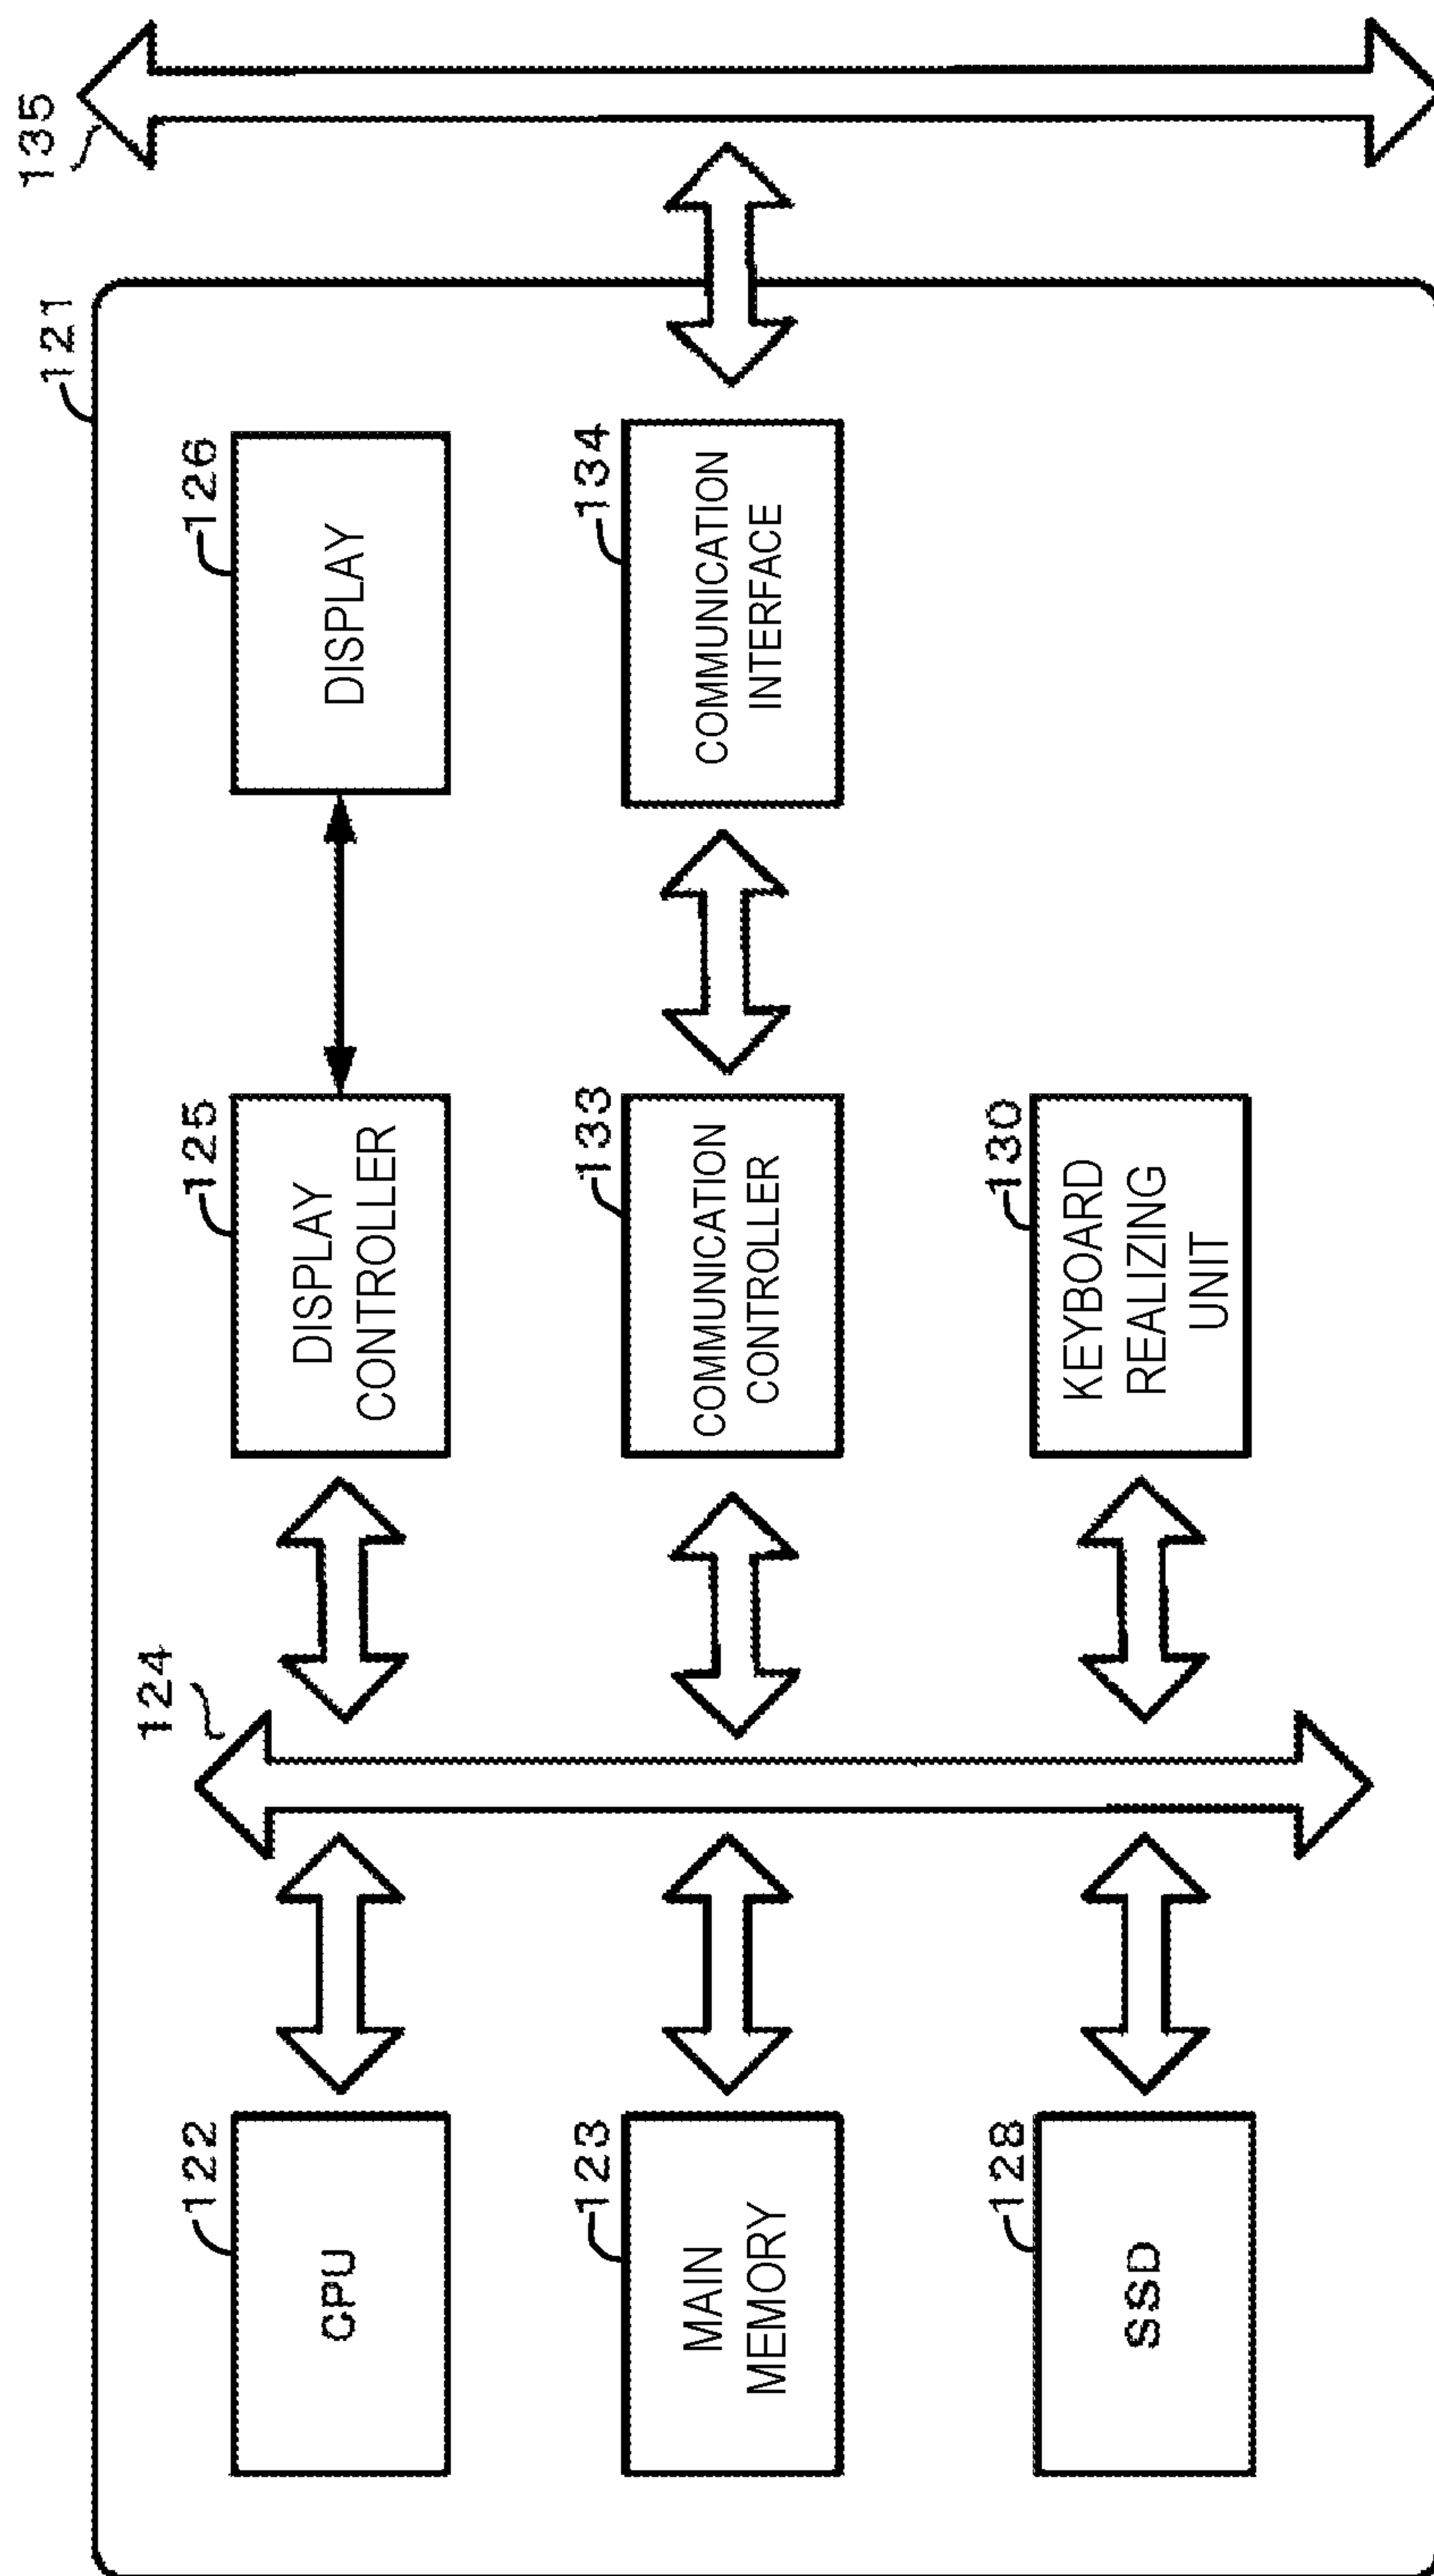 121
135
122
CPU
124
125
DISPLAY
CONTROLLER
126
DISPLAY
123
MAIN
MEMORY
133
COMMUNICATION
CONTROLLER
134
COMMUNICATION
INTERFACE
128
SSD
130
KEYBOARD
REALIZING
UNIT